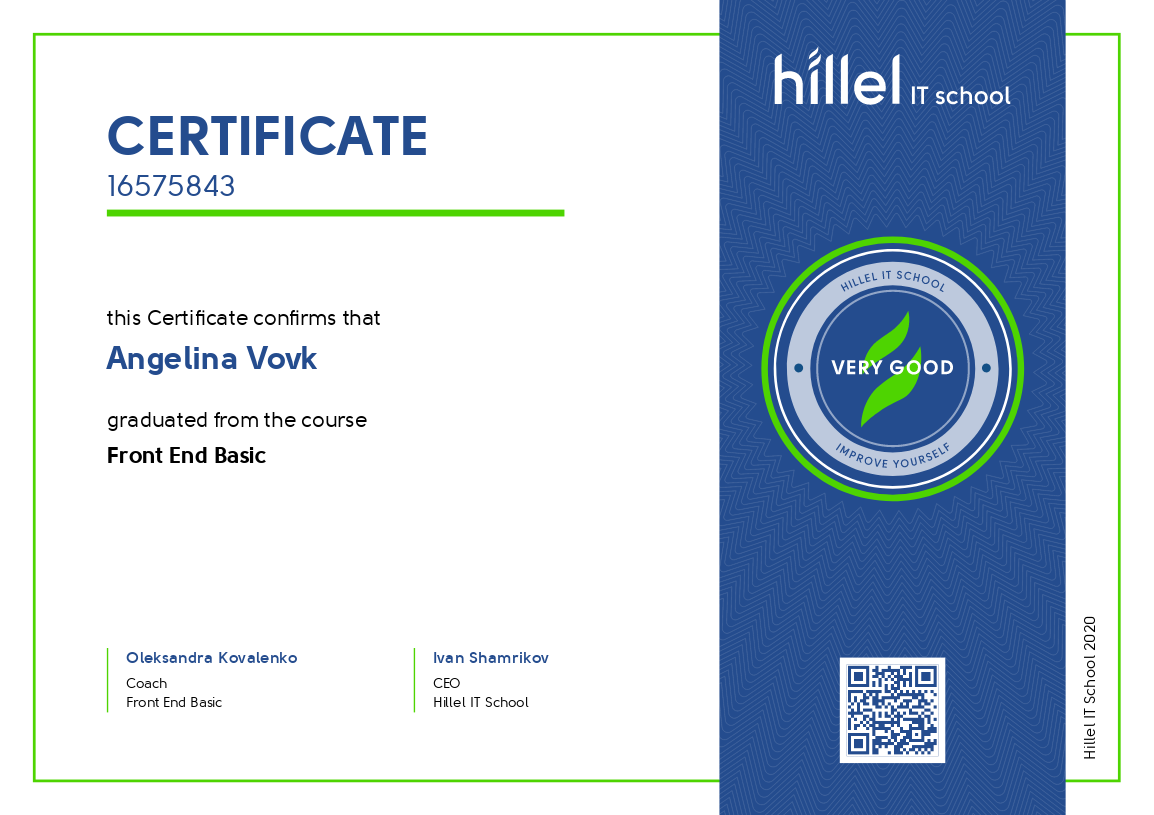 CERTIFICATE
16575843
this Certificate confirms that
Angelina Vovk
graduated from the course
Front End Basic
Oleksandra Kovalenko
Coach
Front End Basic
Ivan Shamrikov
CEO
Hillel IT School
hillel IT school
HILLEL IT SCHOOL
VERY GOOD
IMPROVE YOURSELF
Hillel IT School 2020